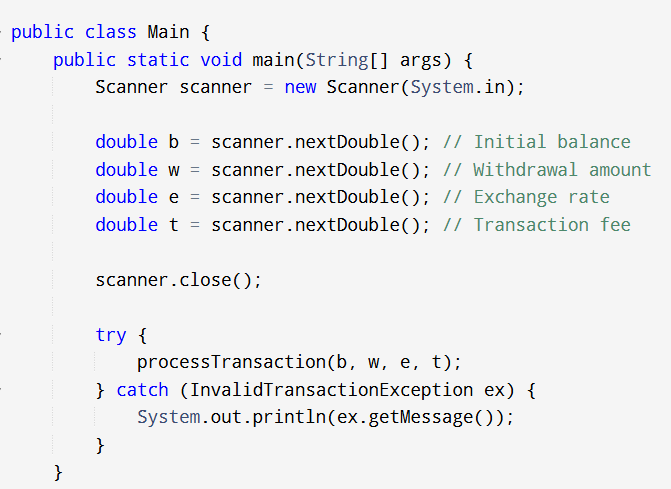 public class Main {
    public static void main(String[] args) {
        Scanner scanner = new Scanner(System.in);
        double b = scanner.nextDouble(); // Initial balance
        double w = scanner.nextDouble(); // Withdrawal amount
        double e = scanner.nextDouble(); // Exchange rate
        double t = scanner.nextDouble(); // Transaction fee
        scanner.close();
        try {
            processTransaction(b, w, e, t);
        } catch (InvalidTransactionException ex) {
            System.out.println(ex.getMessage());
        }
    }